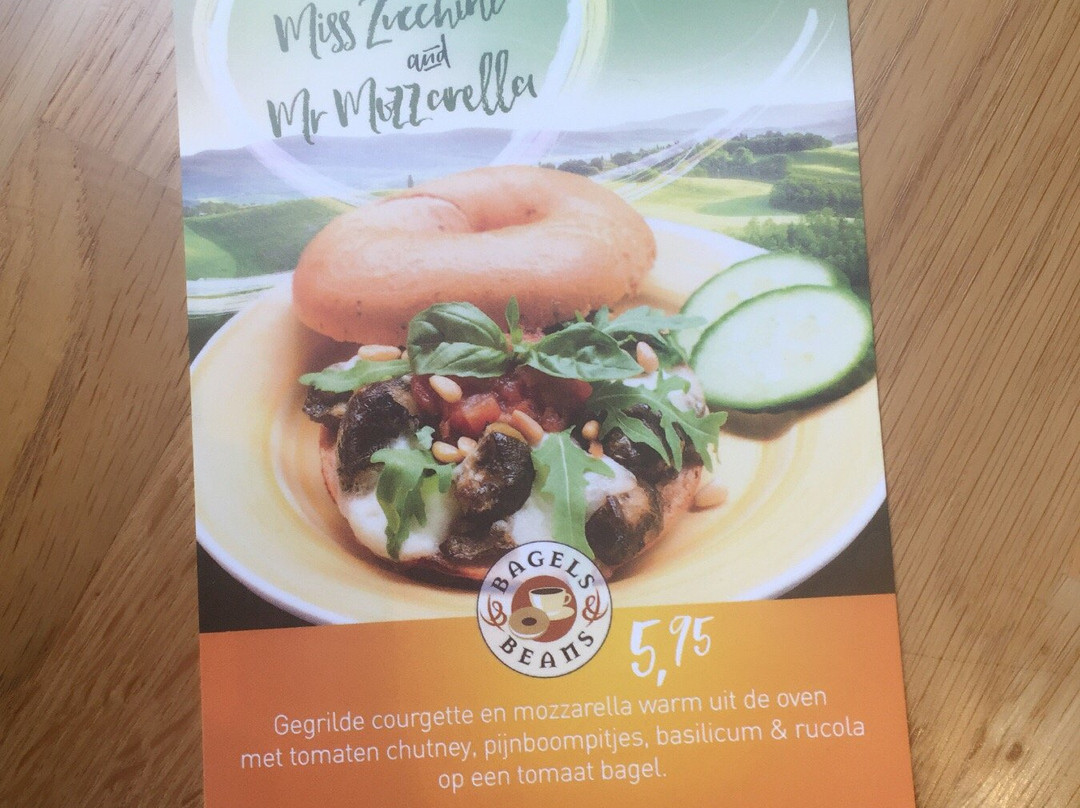 Miss Zucchini
and
Mr Mozzarella
BAGELS
&
&
BEANS
5,95
Gegrilde courgette en mozzarella warm uit de oven
met tomaten chutney, pijnboompitjes, basilicum & rucola
op een tomaat bagel.